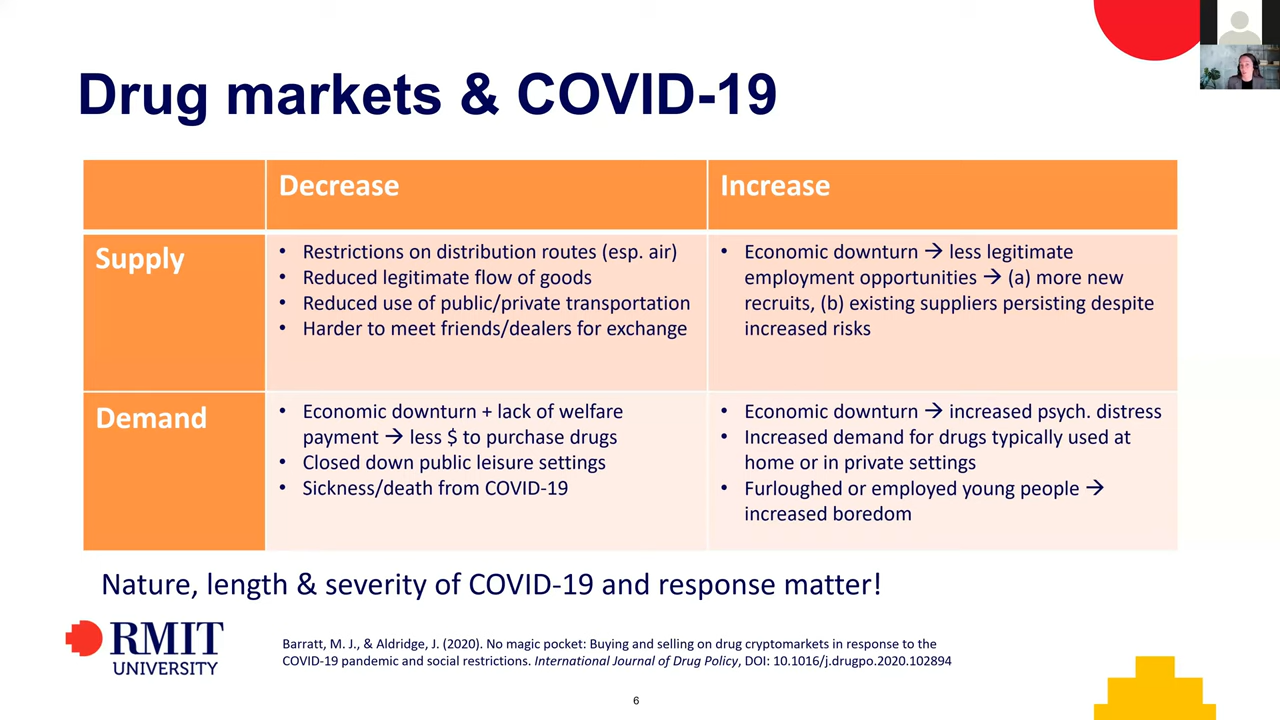 Drug markets & COVID-19
Decrease
Increase
Supply
• Restrictions on distribution routes (esp. air)
• Reduced legitimate flow of goods
• Reduced use of public/private transportation
• Harder to meet friends/dealers for exchange
• Economic downturn → less legitimate
employment opportunities → (a) more new
recruits, (b) existing suppliers persisting despite
increased risks
Demand
• Economic downturn + lack of welfare
payment → less $ to purchase drugs
• Closed down public leisure settings
• Sickness/death from COVID-19
• Economic downturn → increased psych. distress
• Increased demand for drugs typically used at
home or in private settings
• Furloughed or employed young people →
increased boredom
Nature, length & severity of COVID-19 and response matter!
RMIT
UNIVERSITY
Barratt, M. J., & Aldridge, J. (2020). No magic pocket: Buying and selling on drug cryptomarkets in response to the
COVID-19 pandemic and social restrictions. International Journal of Drug Policy, DOI: 10.1016/j.drugpo.2020.102894
6